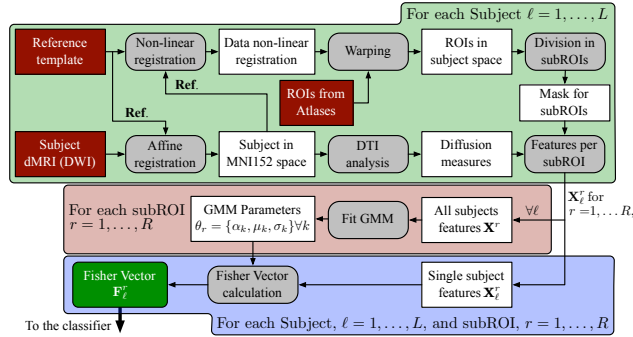 For each Subject ℓ = 1, . . . , L
Reference template
Non-linear registration
Data non-linear registration
Warping
ROIs in subject space
Division in subROIs
Ref.
Ref.
ROIs from Atlases
Mask for subROIs
Subject dMRI (DWI)
Affine registration
Subject in MNI152 space
DTI analysis
Diffusion measures
Features per subROI
For each subROI
r = 1, . . . , R
GMM Parameters
θ_r = {α_k, μ_k, σ_k}∀k
Fit GMM
All subjects features X^r
∀ℓ
X_ℓ^r for
r =1, . . . R,
Fisher Vector
F_ℓ^r
Fisher Vector calculation
Single subject features X_ℓ^r
To the classifier
For each Subject, ℓ = 1, . . . , L, and subROI, r = 1, . . . , R